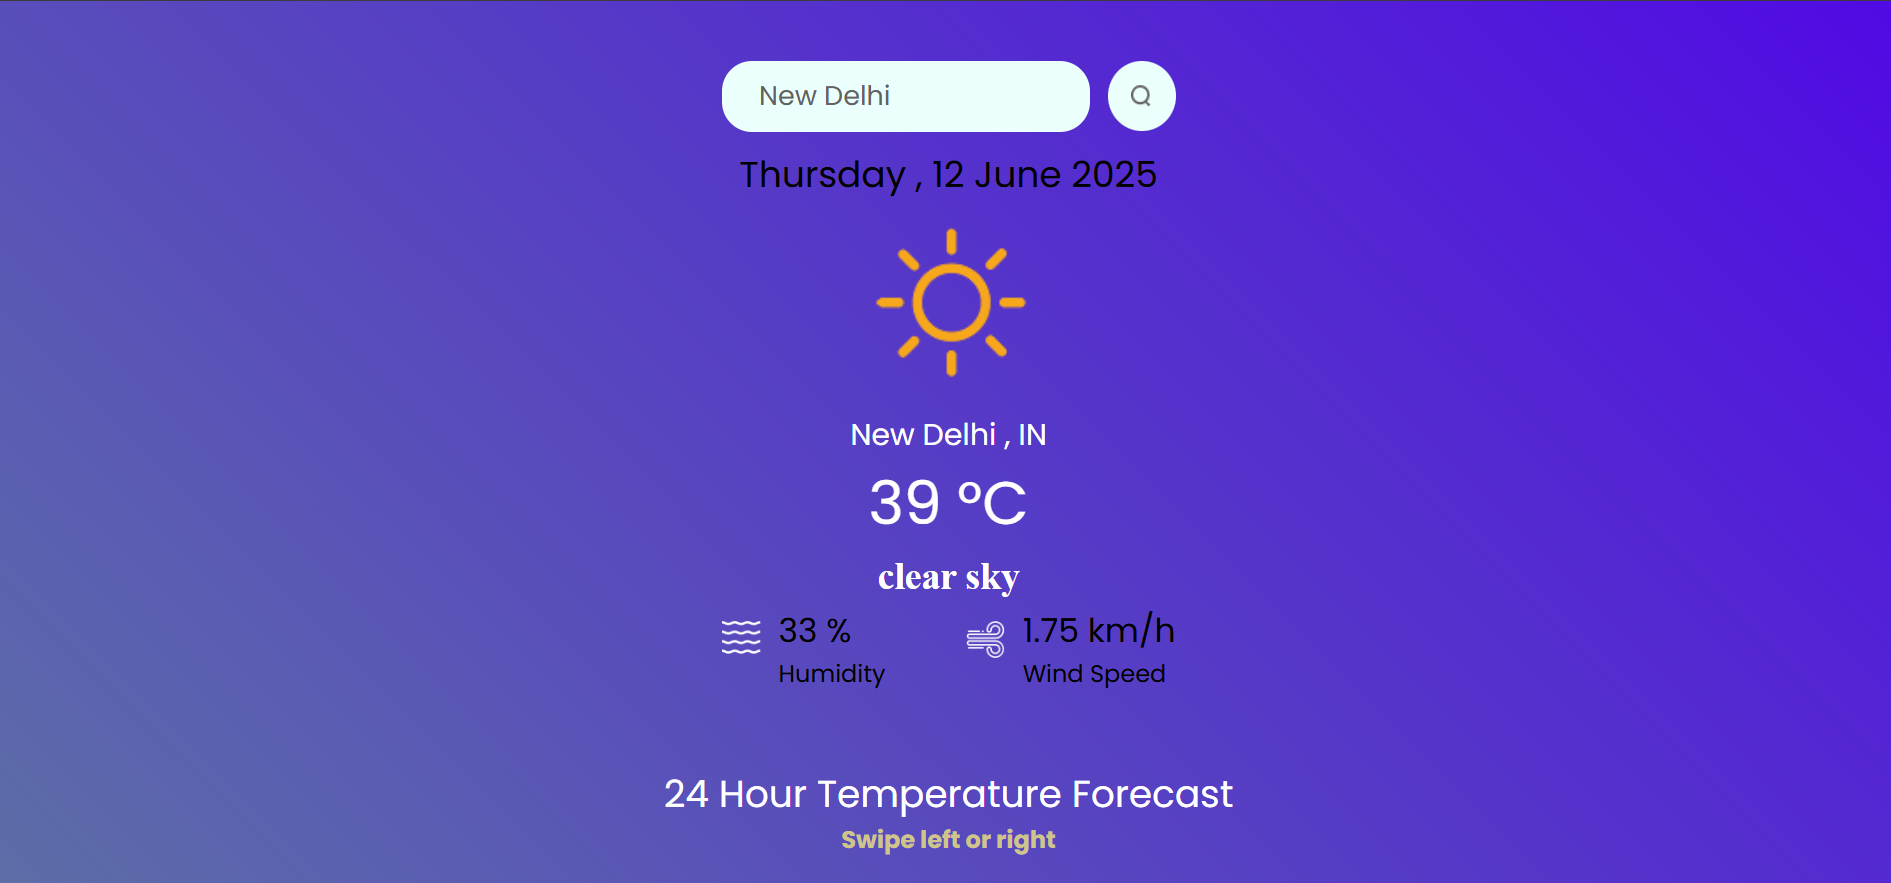 New Delhi
Thursday , 12 June 2025
New Delhi , IN
39 °C
clear sky
33 %
Humidity
1.75 km/h
Wind Speed
24 Hour Temperature Forecast
Swipe left or right